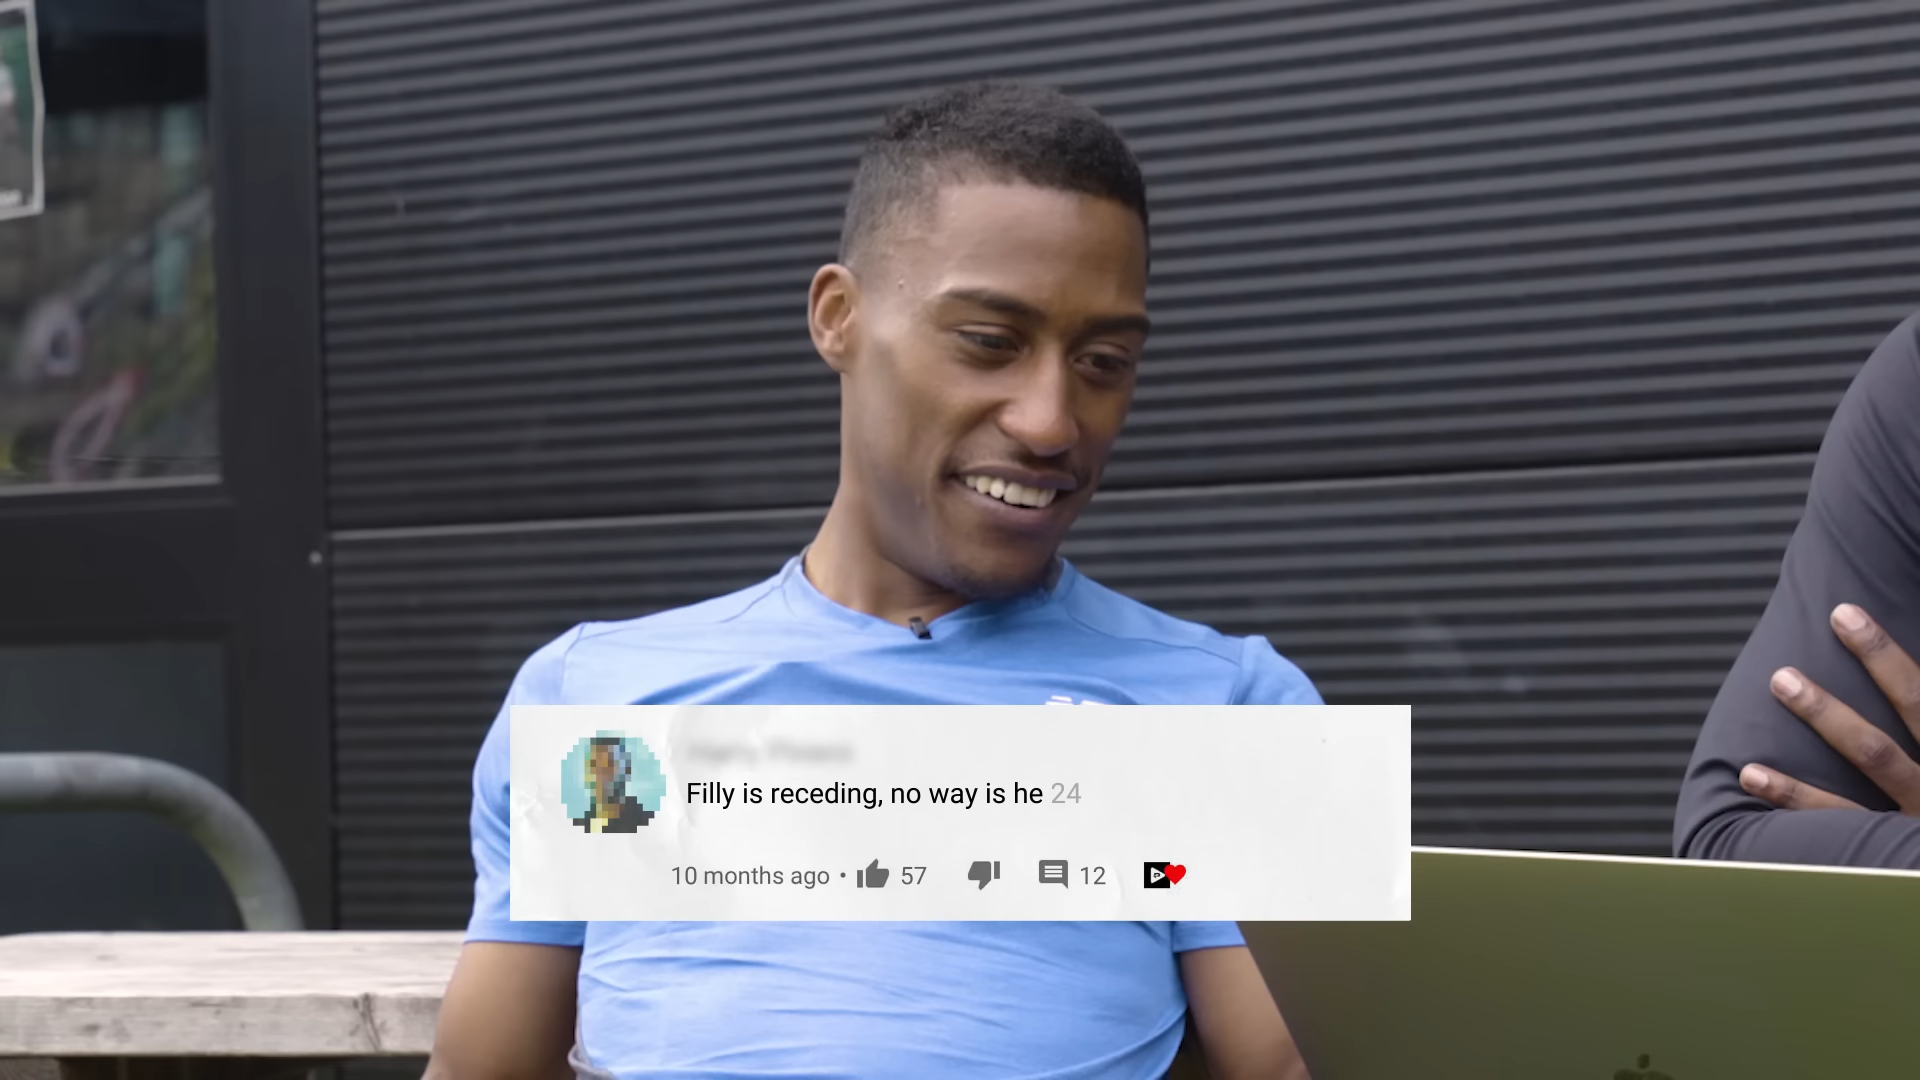 Filly is receding, no way is he 24
10 months ago • 57 12